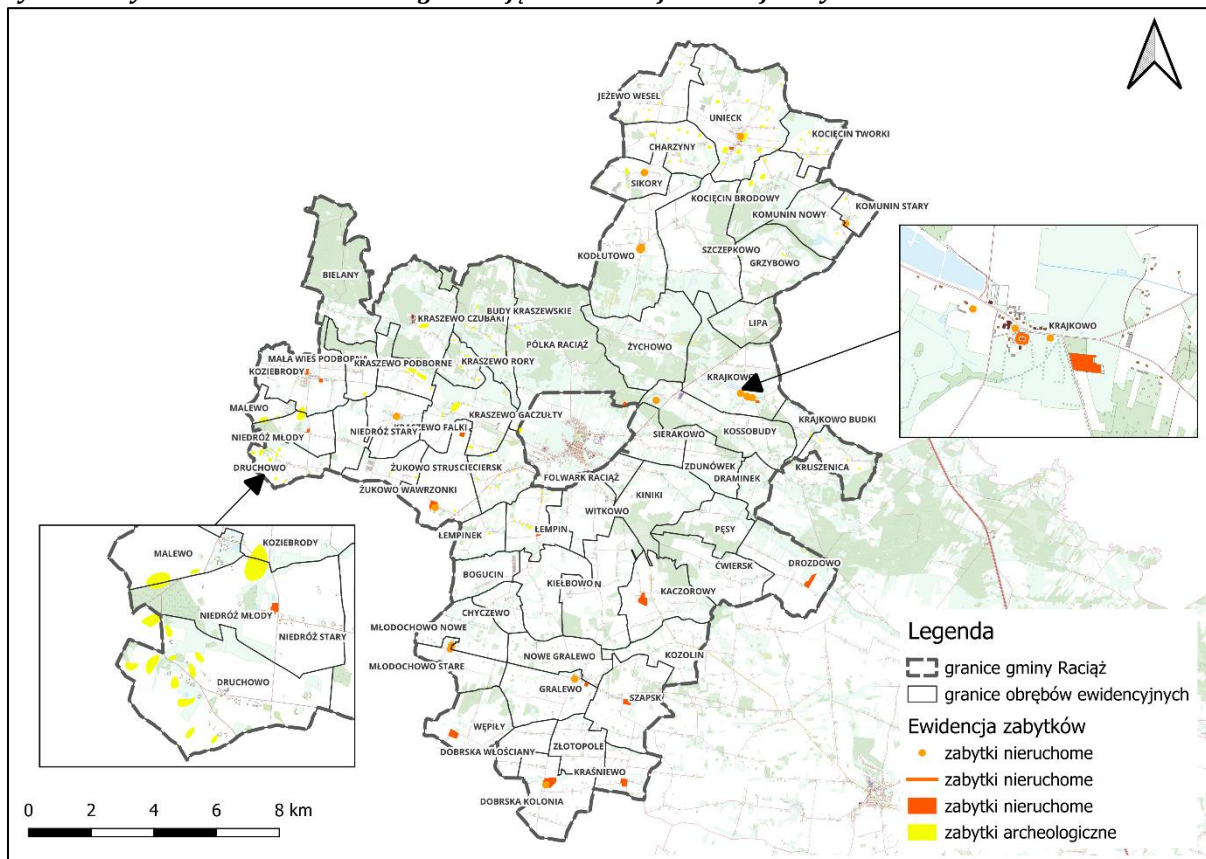 JEŻEWO WESEL
UNIECK
KOCIĘCIN TWORKI
CHARZYNY
SIKORY
KOCIĘCIN BRODOWY
KOMUNIN STARY
KOMUNIN NOWY
KODŁUTOWO
SZCZEPKOWO
GRZYBOWO
BIELANY
LIPA
KRASZEWO CZUBAKI
BUDY KRASZEWSKIE
PÓLKA RACIĄŻ
ŻYCHOWO
MAŁA WIEŚ PODBORNA
KOZIEBRODY
KRASZEWO PODBORNE
KRASZEWO RORY
KRAJKOWO
MALEWO
KRASZEWO GACZUŁTY
NIEDRÓŻ MŁODY
NIEDRÓŻ STARY
KRASZEWO FALKI
SIERAKOWO
KOSSOBUDY
KRAJKOWO BUDKI
DRUCHOWO
ŻUKOWO STRUS
CIECIERSK
FOLWARK RACIĄŻ
ZDUNÓWEK
KRUSZENICA
DRAMINEK
ŻUKOWO WAWRZONKI
KINIKI
WITKOWO
ŁEMPINEK
ŁEMPIN
PĘSY
BOGUCIN
KIEŁBOWO
N
ĆWIERSK
DROZDOWO
KACZOROWY
CHYCZEWO
MŁODOCHOWO NOWE
MŁODOCHOWO STARE
NOWE GRALEWO
KOZOLIN
GRALEWO
SZAPSK
WĘPIŁY
DOBRSKA WŁOŚCIANY
ZŁOTOPOLE
KRAŚNIEWO
DOBRSKA KOLONIA
KRAJKOWO
MALEWO
KOZIEBRODY
NIEDRÓŻ MŁODY
NIEDRÓŻ STARY
DRUCHOWO
0 2 4 6 8 km
Legenda
granice gminy Raciąż
granice obrębów ewidencyjnych
Ewidencja zabytków
zabytki nieruchome
zabytki nieruchome
zabytki nieruchome
zabytki archeologiczne